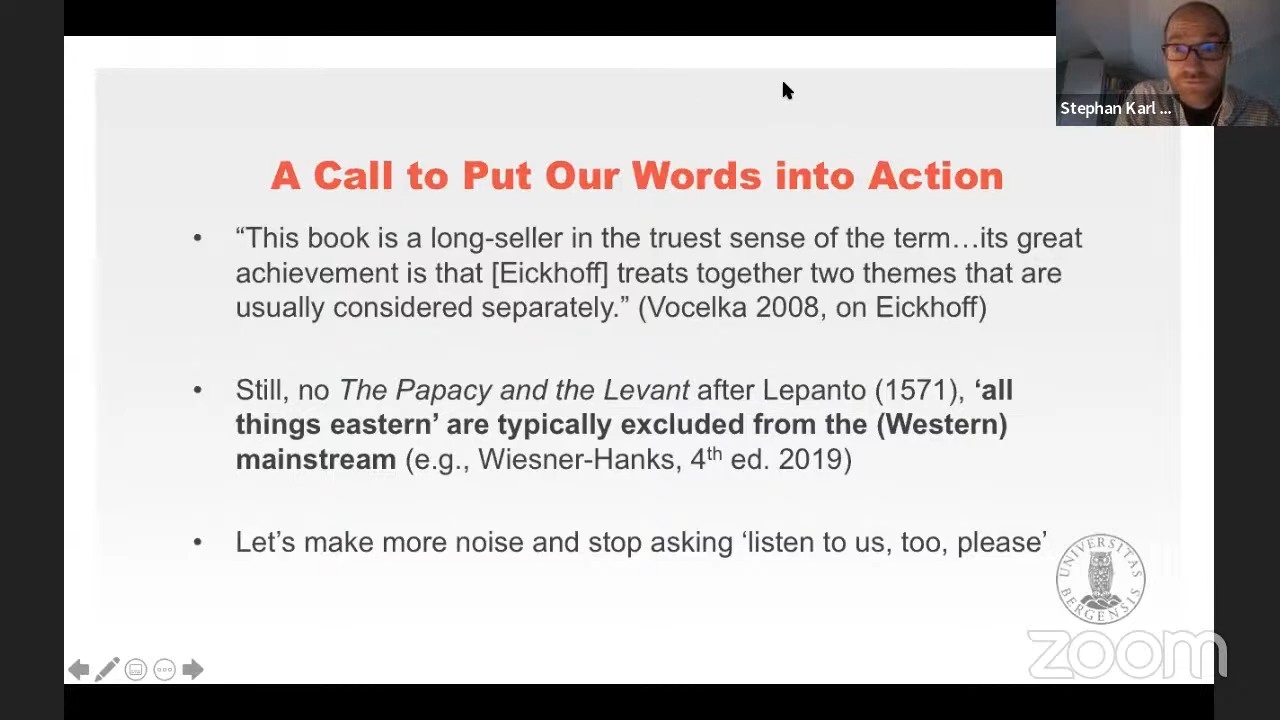 Stephan Karl ...
A Call to Put Our Words into Action
• “This book is a long-seller in the truest sense of the term…its great
achievement is that [Eickhoff] treats together two themes that are
usually considered separately.” (Vocelka 2008, on Eickhoff)
• Still, no The Papacy and the Levant after Lepanto (1571), ‘all
things eastern’ are typically excluded from the (Western)
mainstream (e.g., Wiesner-Hanks, 4th ed. 2019)
• Let’s make more noise and stop asking ‘listen to us, too, please’
UNIVERSITAS
BERGENSIS
zoom